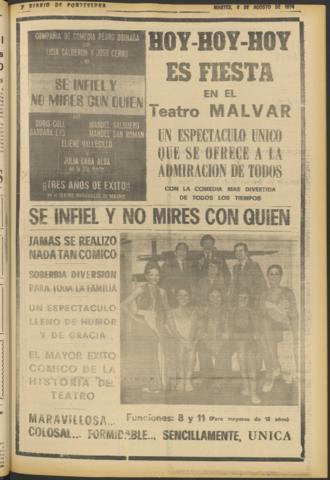 DIARIO DE PONTEVEDRA
MARTES, 6 DE AGOSTO DE 1974
COMPAÑIA DE COMEDIA PEDRO OSINAGA
LICIA CALDERON Y JOSE CERRO
SE INFIEL Y
NO MIRES CON QUIEN
DORIS COLL
MANUEL SALGUERO
BARBARA LYS
MANUEL SAN ROMAN
ELIENE
JULIA CABA ALBA
¡¡TRES AÑOS DE EXITO!!
HOY-HOY-HOY
ES FIESTA
EN EL
Teatro MALVAR
UN ESPECTACULO UNICO
QUE SE OFRECE A LA
ADMIRACION DE TODOS
CON LA COMEDIA MAS DIVERTIDA
DE TODOS LOS TIEMPOS
SE INFIEL Y NO MIRES CON QUIEN
JAMAS SE REALIZO
NADA TAN COMICO
SOBERBIA DIVERSION
PARA TODA LA FAMILIA
UN ESPECTACULO
LLENO DE HUMOR
Y DE GRACIA
EL MAYOR EXITO
COMICO DE LA
HISTORIA DEL
TEATRO
MARAVILLOSA...
Funciones: 8 y 11 (Para mayores de 18 años)
COLOSAL... FORMIDABLE... SENCILLAMENTE, UNICA